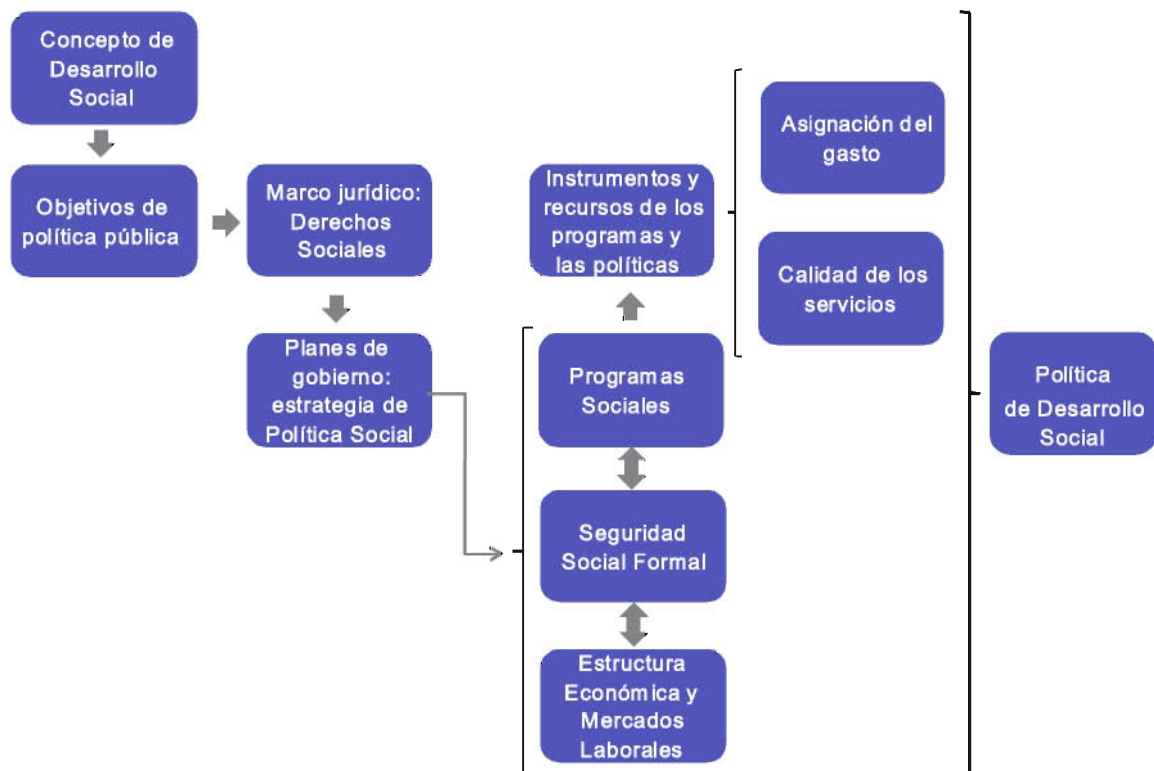 Concepto de
Desarrollo
Social
Objetivos de
política pública
Marco jurídico:
Derechos
Sociales
Planes de
gobierno:
estrategia de
Política Social
Instrumentos y
recursos de los
programas y
las políticas
Programas
Sociales
Seguridad
Social Formal
Estructura
Económica y
Mercados
Laborales
Asignación del
gasto
Calidad de los
servicios
Política
de Desarrollo
Social